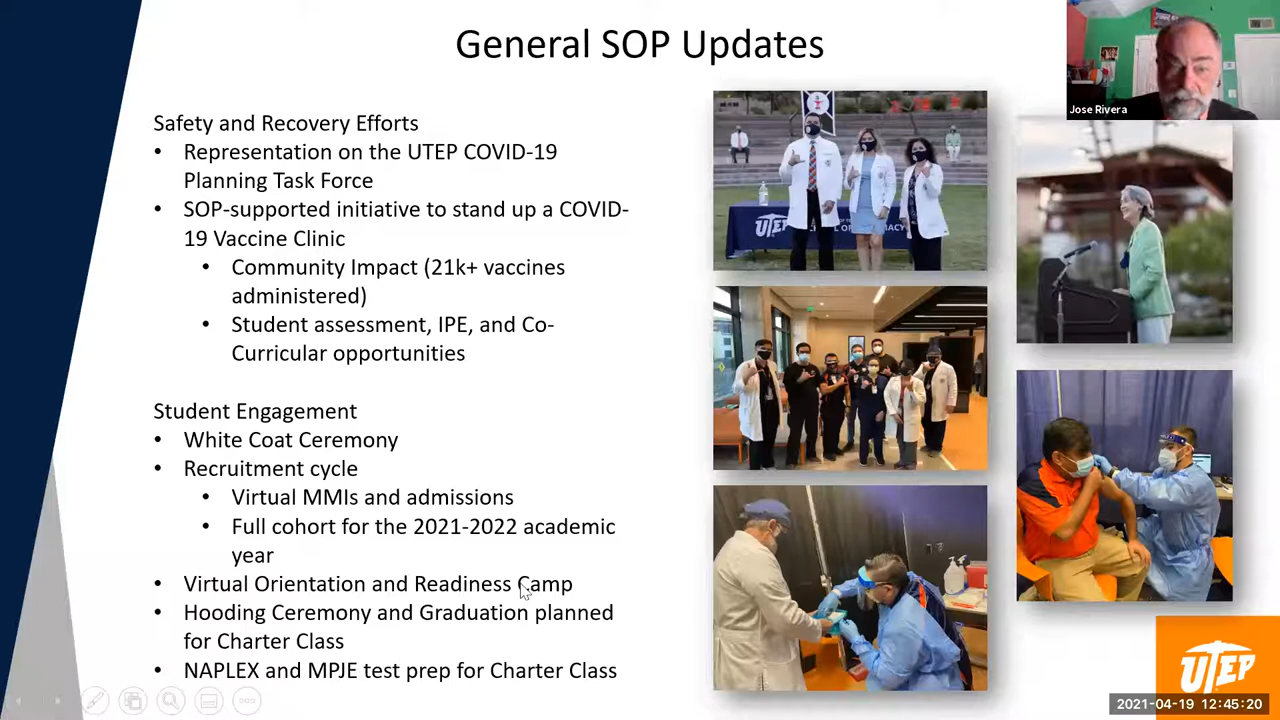 General SOP Updates
Jose Rivera
Safety and Recovery Efforts
• Representation on the UTEP COVID-19
Planning Task Force
• SOP-supported initiative to stand up a COVID-
19 Vaccine Clinic
• Community Impact (21k+ vaccines
administered)
• Student assessment, IPE, and Co-
Curricular opportunities
Student Engagement
• White Coat Ceremony
• Recruitment cycle
• Virtual MMIs and admissions
• Full cohort for the 2021-2022 academic
year
• Virtual Orientation and Readiness Camp
• Hooding Ceremony and Graduation planned
for Charter Class
• NAPLEX and MPJE test prep for Charter Class
UTEP
UTEP
2021-04-19 12:45:20